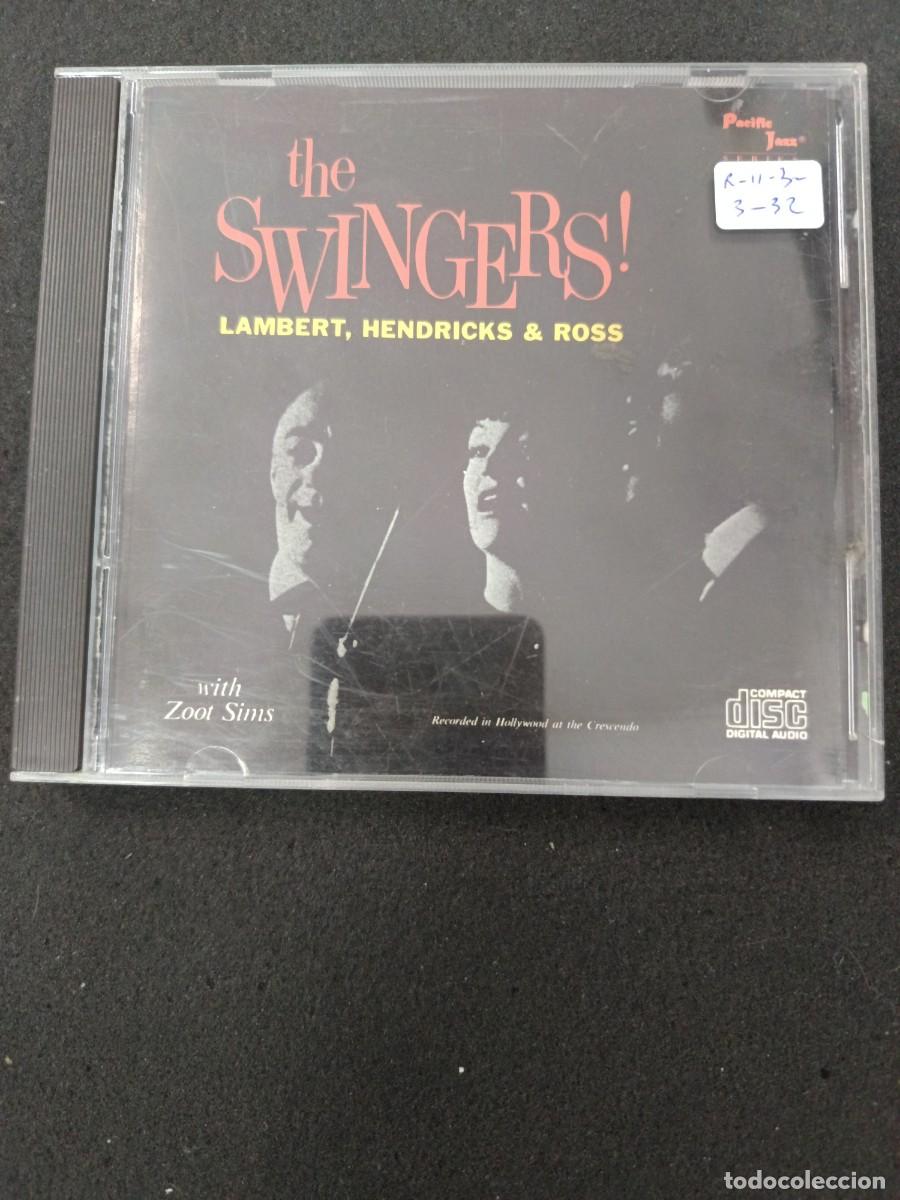 Pacific
Jazz®
R-11-3-
3-32
the
SWINGERS!
LAMBERT, HENDRICKS & ROSS
with
Zoot Sims
Recorded in Hollywood at the Crescendo
COMPACT
disc
DIGITAL AUDIO
todocoleccion